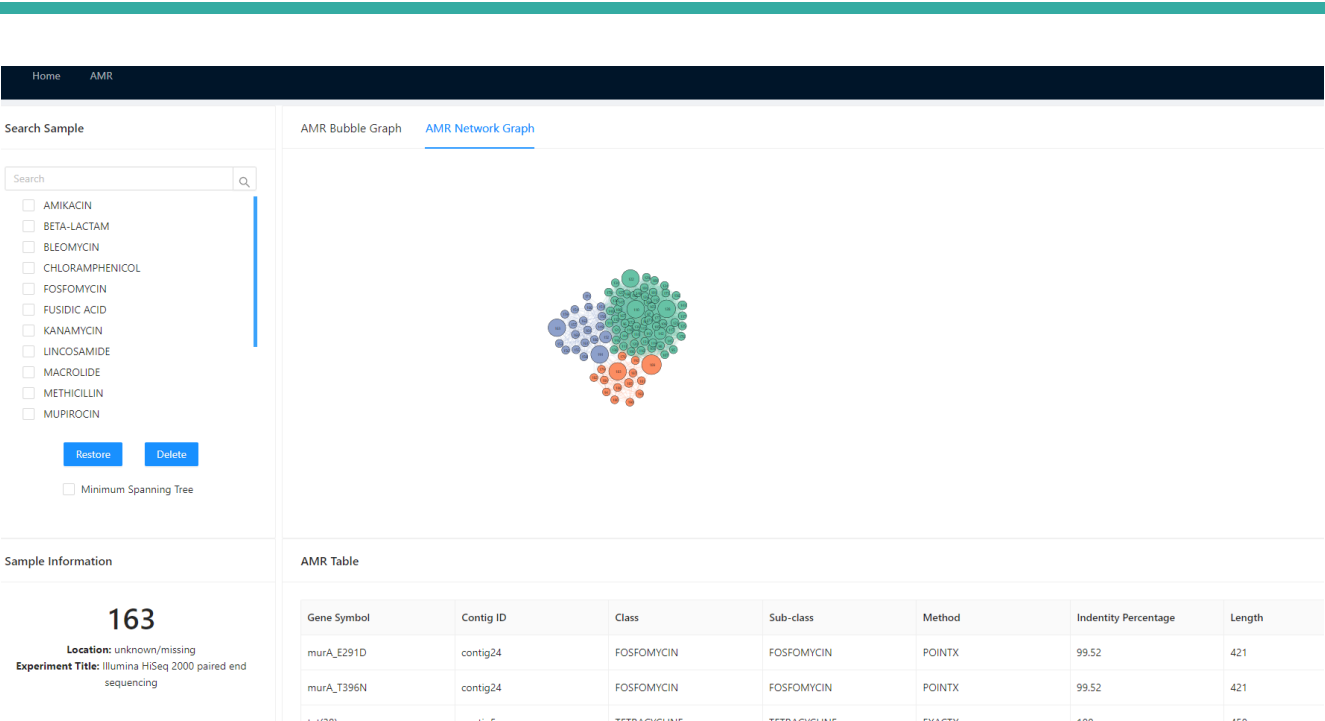 Home AMR
Search Sample
AMR Bubble Graph AMR Network Graph
Search
AMIKACIN
BETA-LACTAM
BLEOMYCIN
CHLORAMPHENICOL
FOSFOMYCIN
FUSIDIC ACID
KANAMYCIN
LINCOSAMIDE
MACROLIDE
METHICILLIN
MUPIROCIN
Restore Delete
Minimum Spanning Tree
Sample Information
163
Location: unknown/missing
Experiment Title: Illumina HiSeq 2000 paired end
sequencing
AMR Table
Gene Symbol Contig ID Class Sub-class Method Indentity Percentage Length
murA_E291D contig24 FOSFOMYCIN FOSFOMYCIN POINTX 99.52 421
murA_T396N contig24 FOSFOMYCIN FOSFOMYCIN POINTX 99.52 421